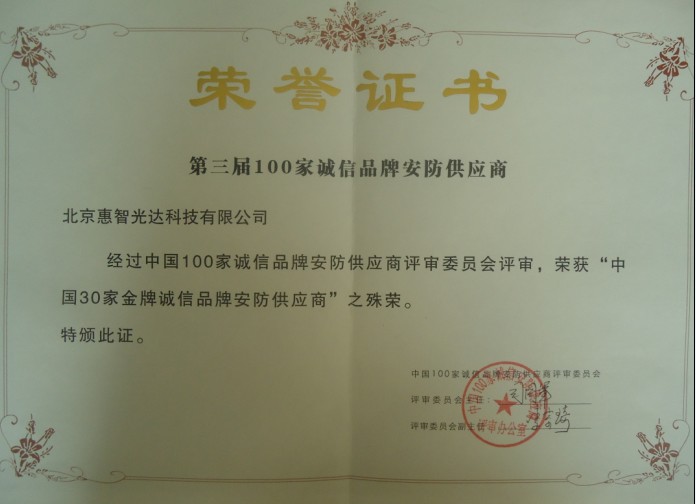 荣誉证书
第三届100家诚信品牌安防供应商
北京惠智光达科技有限公司
经过中国100家诚信品牌安防供应商评审委员会评审，荣获“中
国30家金牌诚信品牌安防供应商”之殊荣。
特颁此证。
中国100家诚信品牌安防供应商评审委员会
评审委员会主任：
评审委员会副主任：
评审办公室